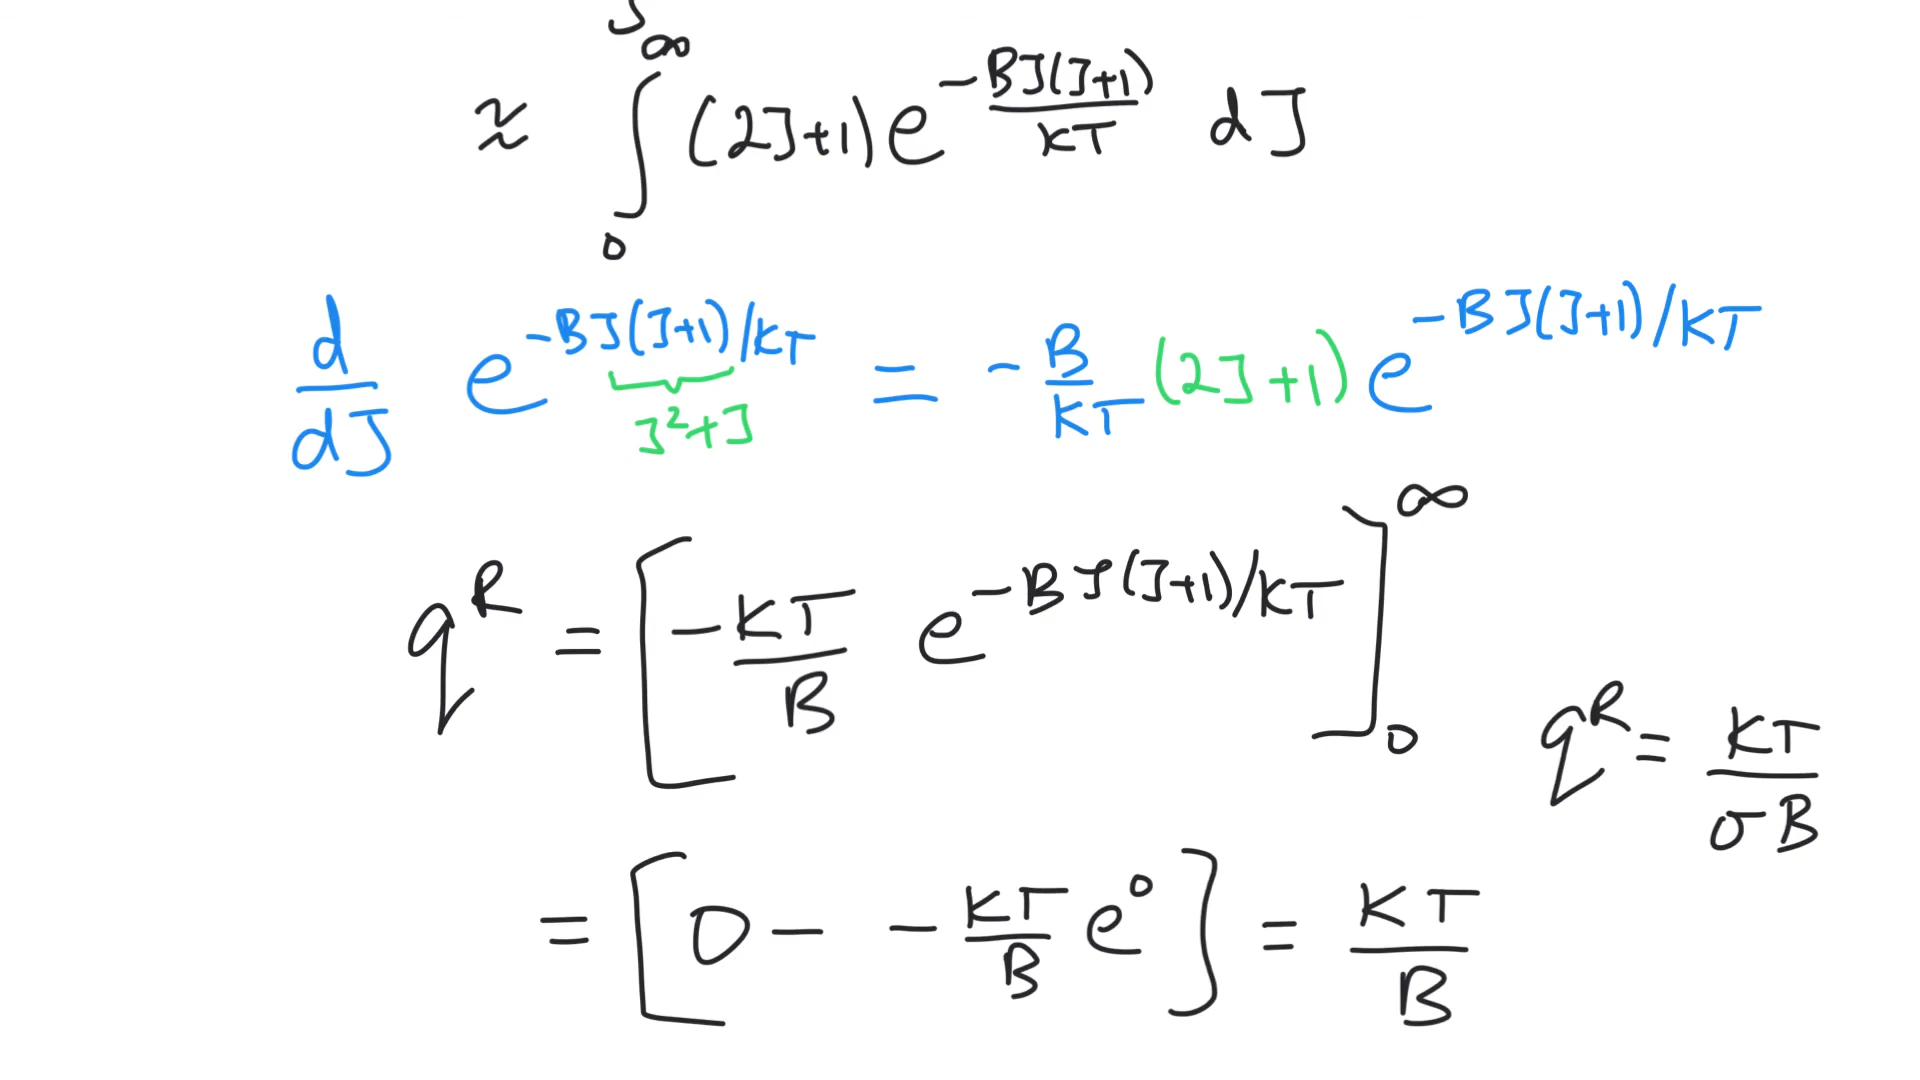 J
≈ ∫₀^∞ (2J+1) e^(-BJ(J+1)/KT) dJ
d/dJ e^(-BJ(J+1)/KT) = -B/KT (2J+1) e^(-BJ(J+1)/KT)
J²+J
q^R = [-KT/B e^(-BJ(J+1)/KT)]₀^∞
q^R = KT/σB
= [0 - -KT/B e^0] = KT/B